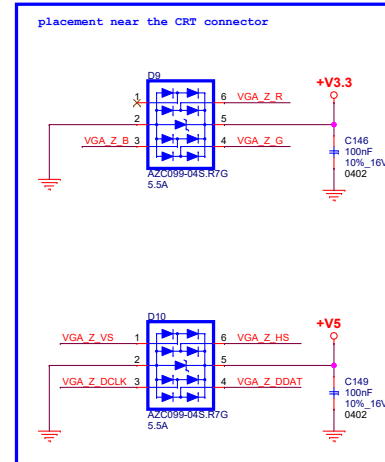 placement near the CRT connector
D9
+V3.3
1
6 VGA_Z_R
2
5
VGA_Z_B 3
4 VGA_Z_G
C146
100nF
10%_16V
0402
AZC099-04S.R7G
5.5A
D10
+V5
VGA_Z_VS 1
6 VGA_Z_HS
2
5
VGA_Z_DCLK 3
4 VGA_Z_DDAT
C149
100nF
10%_16V
0402
AZC099-04S.R7G
5.5A